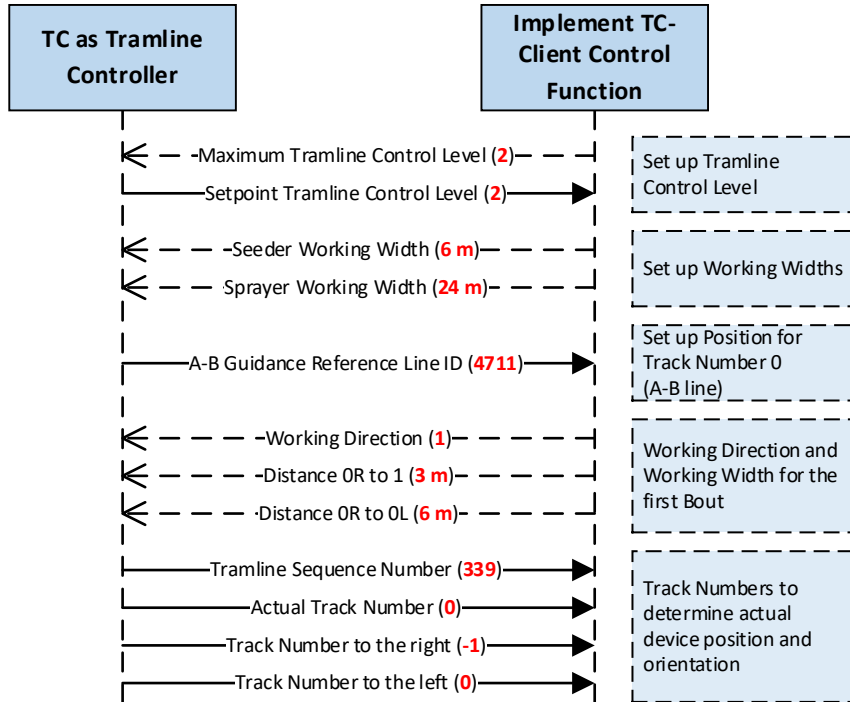 TC as Tramline
Controller
Implement TC-
Client Control
Function
Maximum Tramline Control Level (2)
Setpoint Tramline Control Level (2)
Set up Tramline
Control Level
Seeder Working Width (6 m)
Sprayer Working Width (24 m)
Set up Working Widths
A-B Guidance Reference Line ID (4711)
Set up Position for
Track Number 0
(A-B line)
Working Direction (1)
Distance 0R to 1 (3 m)
Distance 0R to 0L (6 m)
Working Direction and
Working Width for the
first Bout
Tramline Sequence Number (339)
Actual Track Number (0)
Track Number to the right (-1)
Track Number to the left (0)
Track Numbers to
determine actual
device position and
orientation